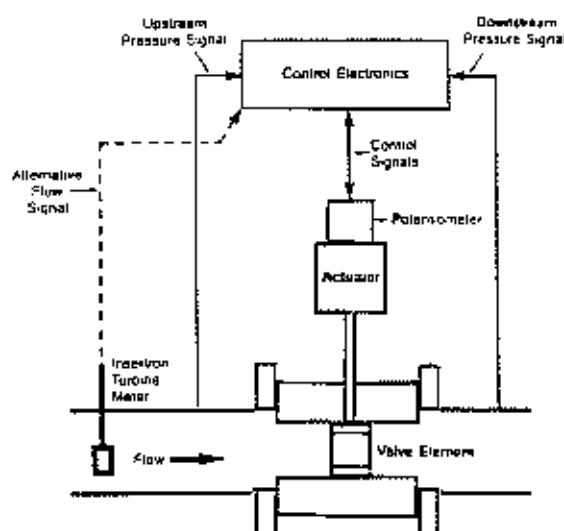 Upstream
Pressure Signal
Downstream
Pressure Signal
Control Electronics
Control
Signals
Alternative
Flow
Signal
Potentiometer
Actuator
Insertion
Turbine
Meter
Flow
Valve Element